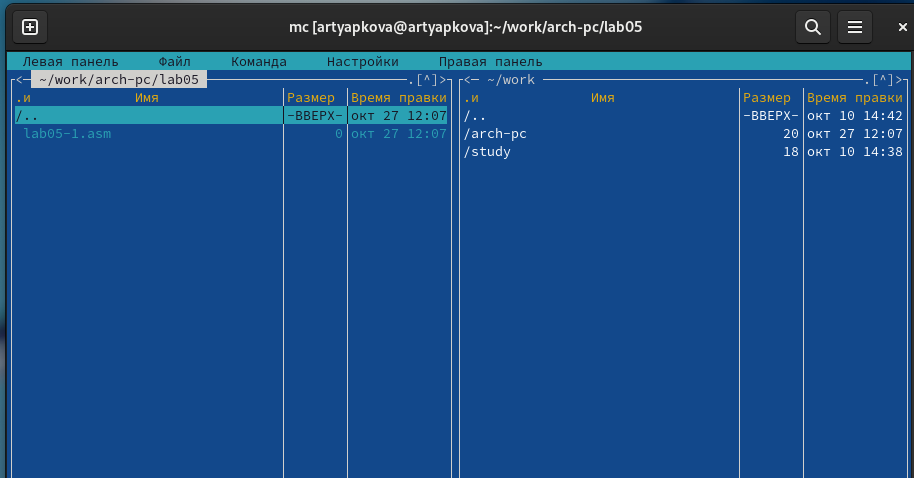 mc [artyapkova@artyapkova]:~/work/arch-pc/lab05
Левая панель Файл Команда Настройки Правая панель
<─ ~/work/arch-pc/lab05 .[^]> <─ ~/work .[^]>
.и Имя Размер Время правки .и Имя Размер Время правки
/.. -ВВЕРХ- окт 27 12:07 /.. -ВВЕРХ- окт 10 14:42
lab05-1.asm 0 окт 27 12:07 /arch-pc 20 окт 27 12:07
/study 18 окт 10 14:38